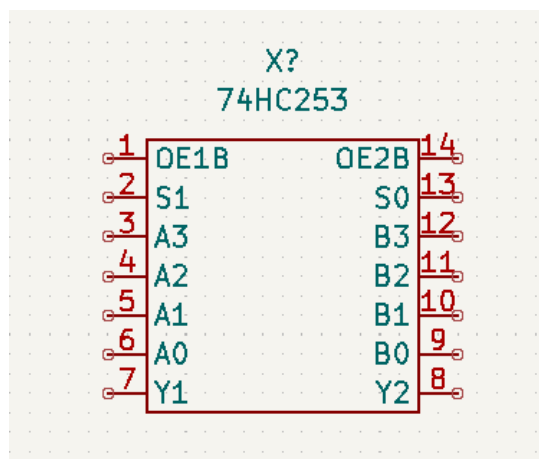 X?
74HC253
1 OE1B OE2B 14
2 S1 S0 13
3 A3 B3 12
4 A2 B2 11
5 A1 B1 10
6 A0 B0 9
7 Y1 Y2 8